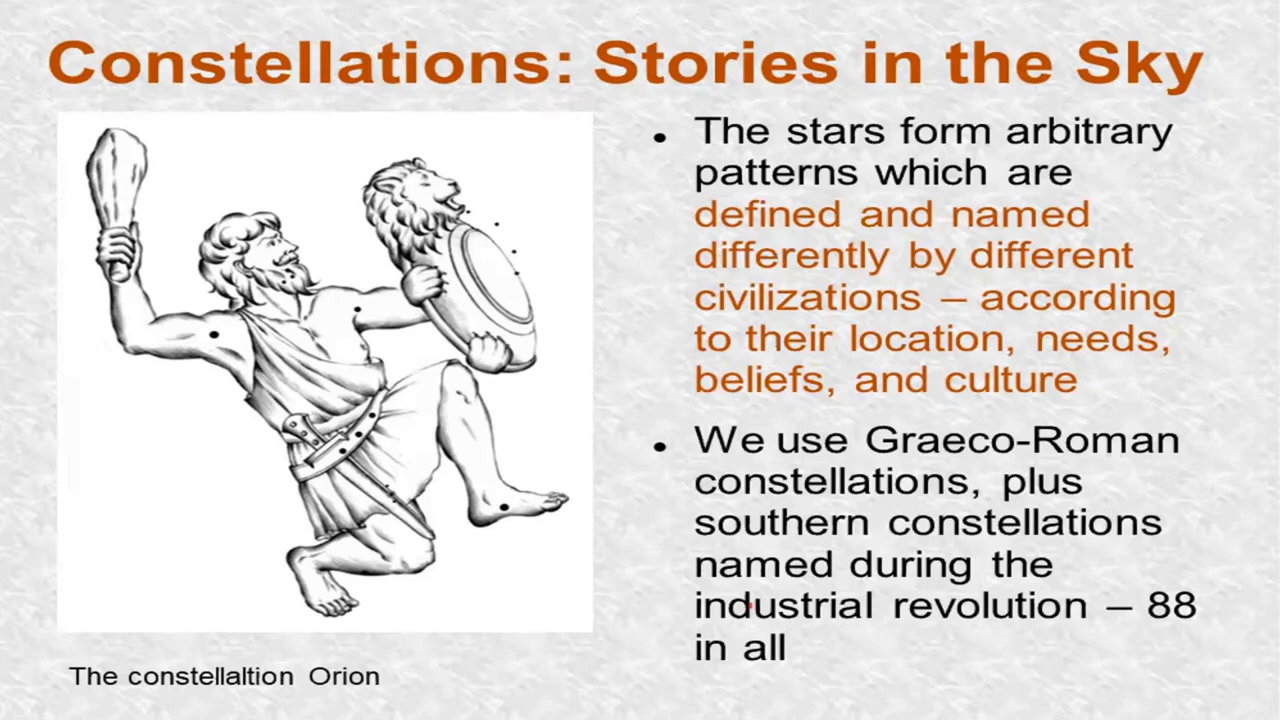 Constellations: Stories in the Sky
• The stars form arbitrary
patterns which are
defined and named
differently by different
civilizations – according
to their location, needs,
beliefs, and culture
• We use Graeco-Roman
constellations, plus
southern constellations
named during the
industrial revolution – 88
in all
The constellaltion Orion